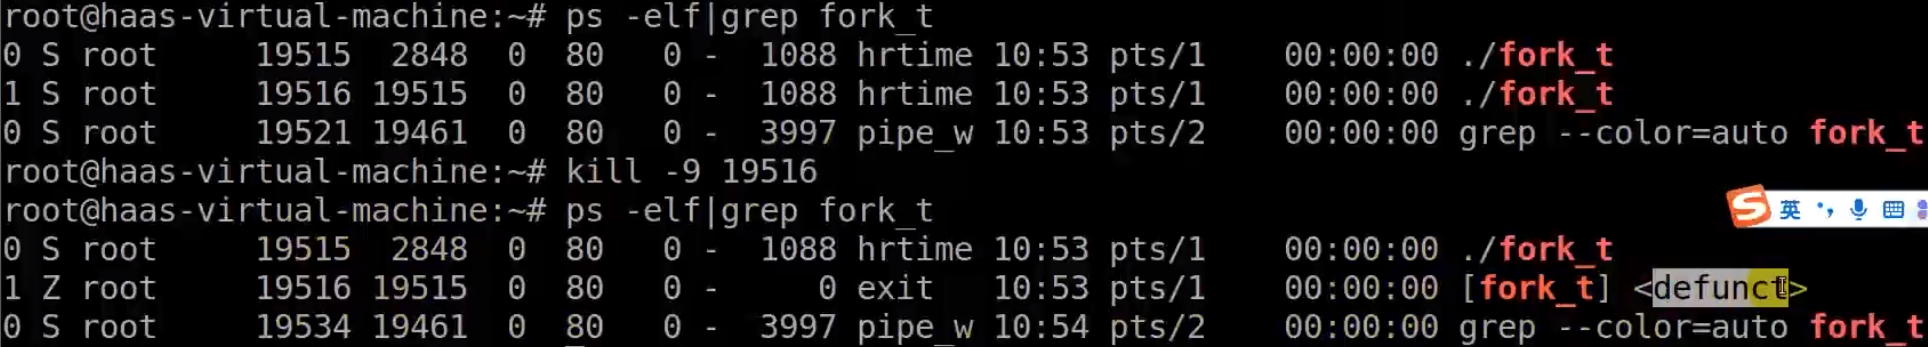 root@haas-virtual-machine:~# ps -elf|grep fork_t
0 S root     19515  2848  0  80   0 -  1088 hrtime 10:53 pts/1    00:00:00 ./fork_t
1 S root     19516 19515  0  80   0 -  1088 hrtime 10:53 pts/1    00:00:00 ./fork_t
0 S root     19521 19461  0  80   0 -  3997 pipe_w 10:53 pts/2    00:00:00 grep --color=auto fork_t
root@haas-virtual-machine:~# kill -9 19516
root@haas-virtual-machine:~# ps -elf|grep fork_t
S 英
0 S root     19515  2848  0  80   0 -  1088 hrtime 10:53 pts/1    00:00:00 ./fork_t
1 Z root     19516 19515  0  80   0 -     0 exit   10:53 pts/1    00:00:00 [fork_t] <defunct>
0 S root     19534 19461  0  80   0 -  3997 pipe_w 10:54 pts/2    00:00:00 grep --color=auto fork_t